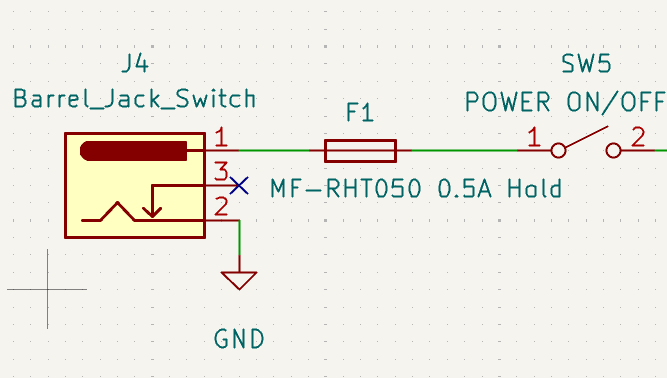 J4
Barrel_Jack_Switch
SW5
POWER ON/OFF
F1
1
3
2
1
2
MF-RHT050 0.5A Hold
GND